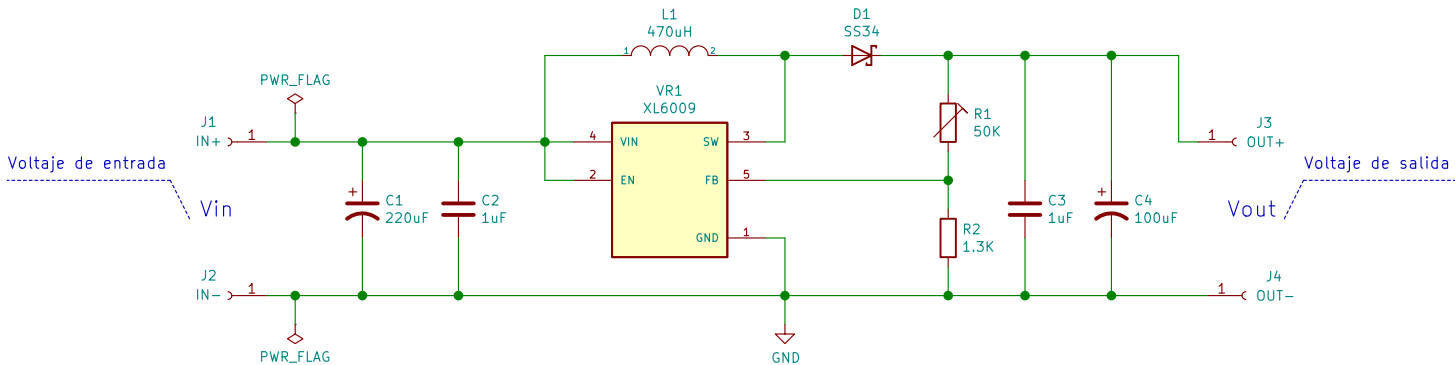 L1
470uH
1
2
D1
SS34
PWR_FLAG
VR1
XL6009
J1
IN+
1
4
VIN
SW
3
R1
50K
1
J3
OUT+
Voltaje de entrada
Voltaje de salida
2
EN
FB
5
Vin
+
C1
220uF
C2
1uF
C3
1uF
+
C4
100uF
Vout
GND
1
R2
1.3K
J2
IN-
1
1
J4
OUT-
PWR_FLAG
GND